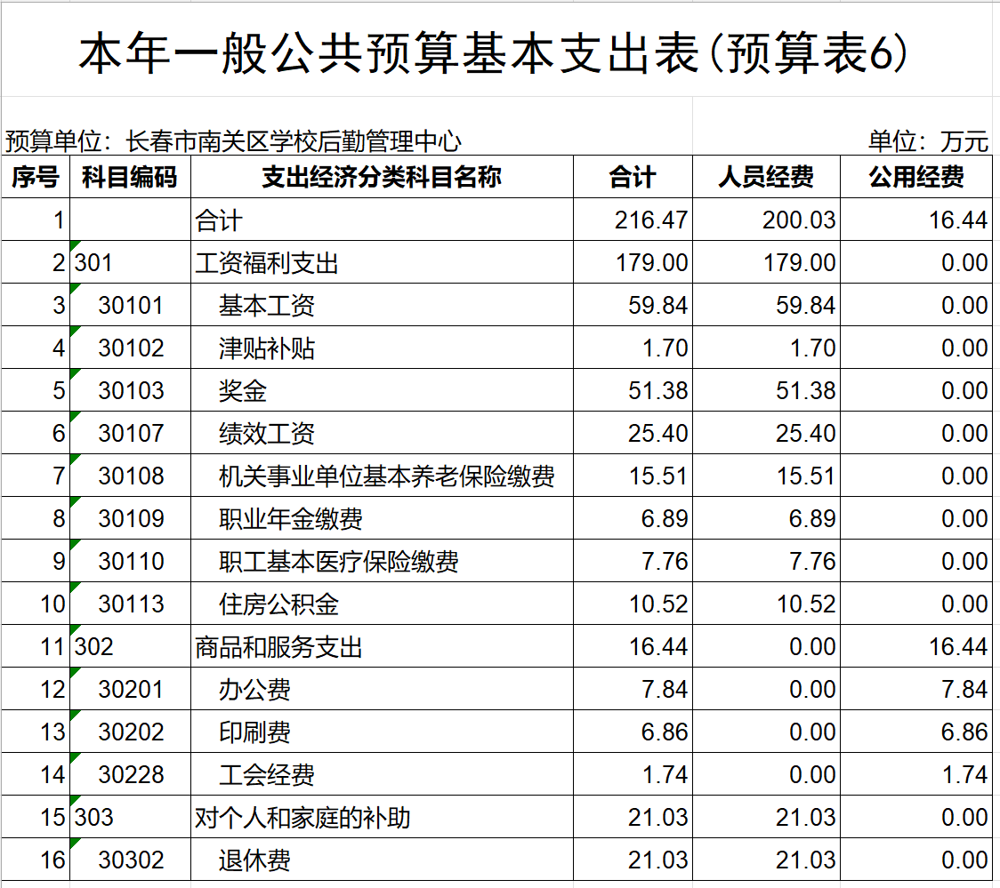 本年一般公共预算基本支出表(预算表6)
预算单位：长春市南关区学校后勤管理中心 单位：万元
序号 科目编码 支出经济分类科目名称 合计 人员经费 公用经费
1 合计 216.47 200.03 16.44
2 301 工资福利支出 179.00 179.00 0.00
3 30101 基本工资 59.84 59.84 0.00
4 30102 津贴补贴 1.70 1.70 0.00
5 30103 奖金 51.38 51.38 0.00
6 30107 绩效工资 25.40 25.40 0.00
7 30108 机关事业单位基本养老保险缴费 15.51 15.51 0.00
8 30109 职业年金缴费 6.89 6.89 0.00
9 30110 职工基本医疗保险缴费 7.76 7.76 0.00
10 30113 住房公积金 10.52 10.52 0.00
11 302 商品和服务支出 16.44 0.00 16.44
12 30201 办公费 7.84 0.00 7.84
13 30202 印刷费 6.86 0.00 6.86
14 30228 工会经费 1.74 0.00 1.74
15 303 对个人和家庭的补助 21.03 21.03 0.00
16 30302 退休费 21.03 21.03 0.00